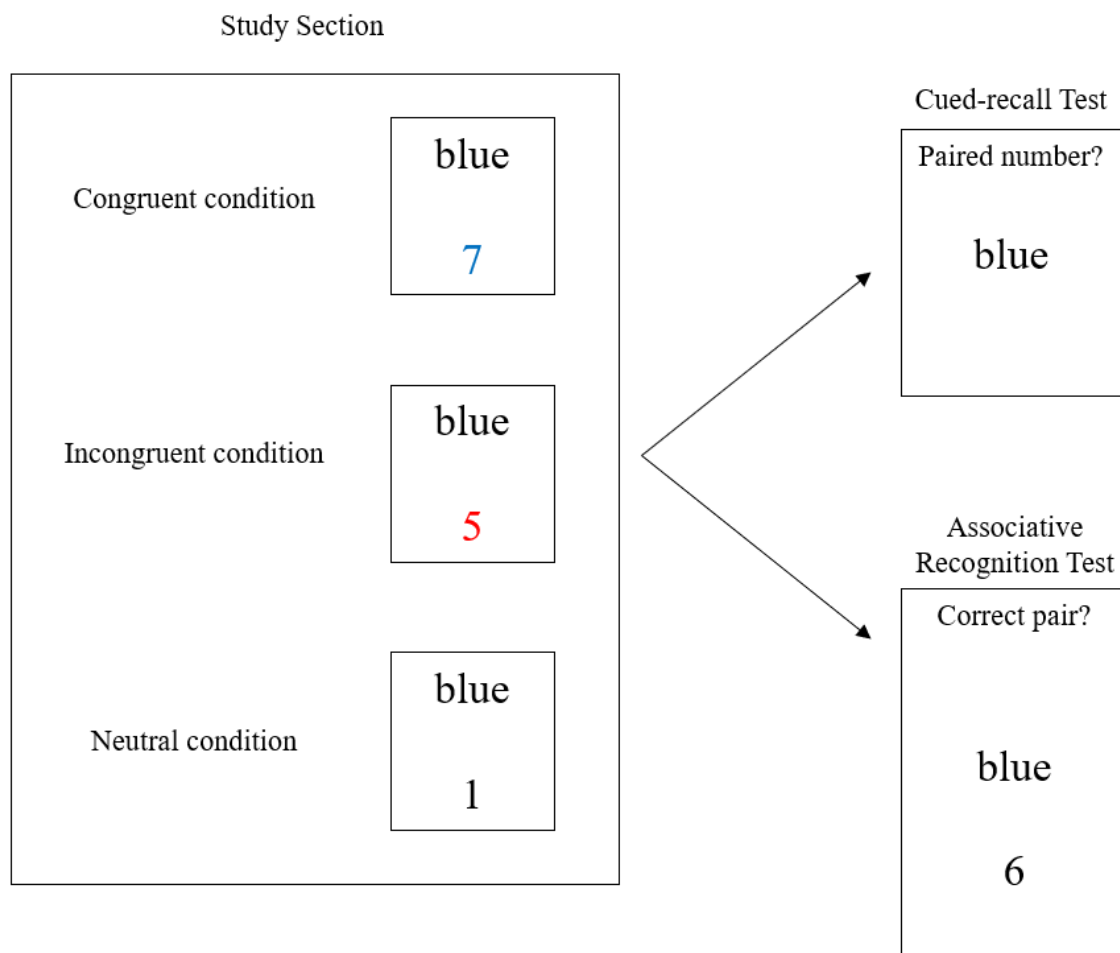 Study Section
Congruent condition
blue
7
Incongruent condition
blue
5
Neutral condition
blue
1
Cued-recall Test
Paired number?
blue
Associative
Recognition Test
Correct pair?
blue
6